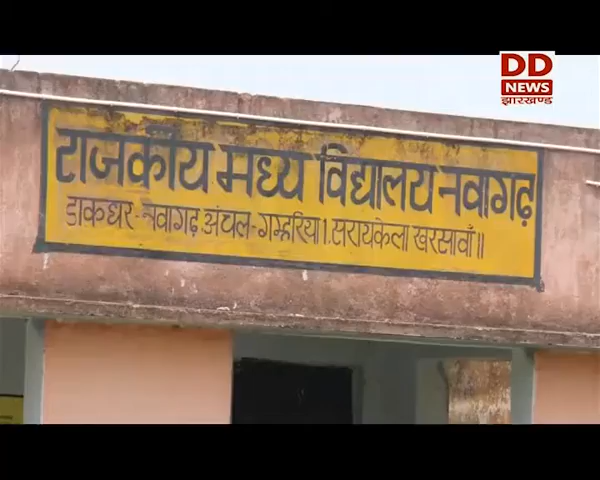 DD
NEWS
झारखण्ड
राजकीय मध्य विद्यालय नवागढ़
डाकघर-नवागढ़ अंचल-गम्हरिया। सरायकेला खरसावाँ॥